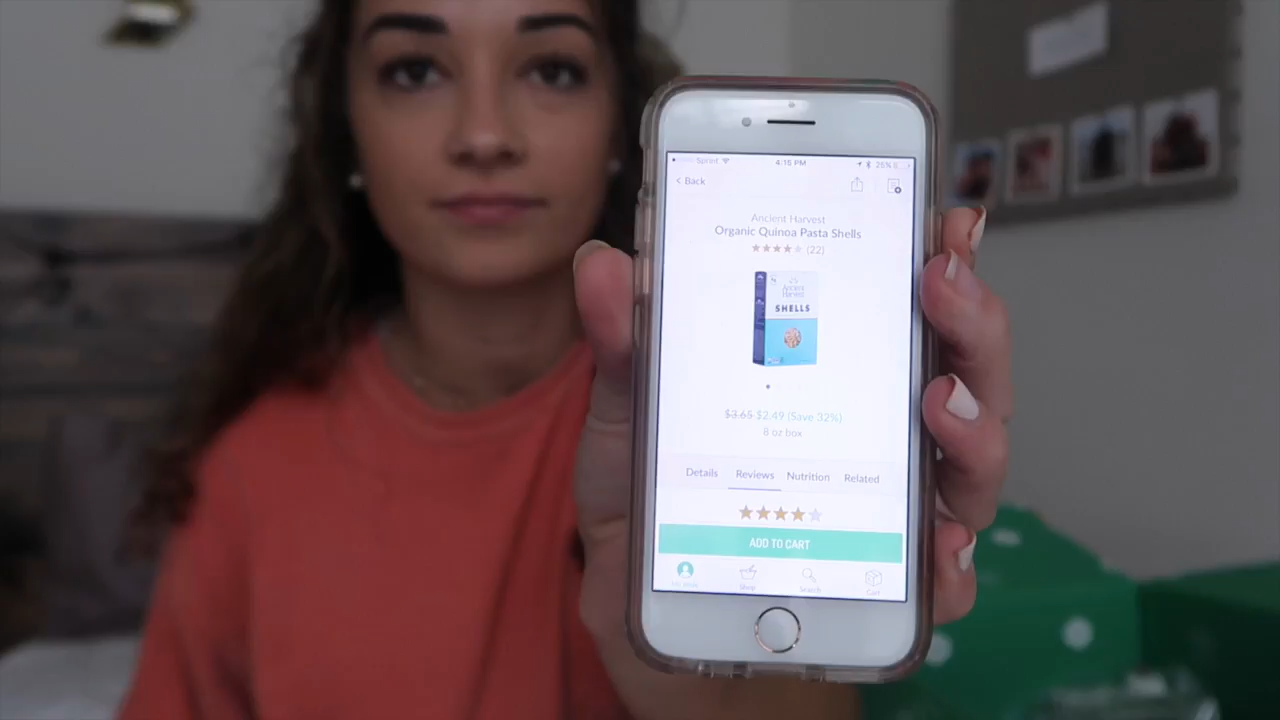 Sprint 4:15 PM 25%
< Back
Ancient Harvest
Organic Quinoa Pasta Shells
(22)
Ancient
Harvest
SHELLS
$3.65 $2.49 (Save 32%)
8 oz box
Details Reviews Nutrition Related
ADD TO CART
Shop Search Cart